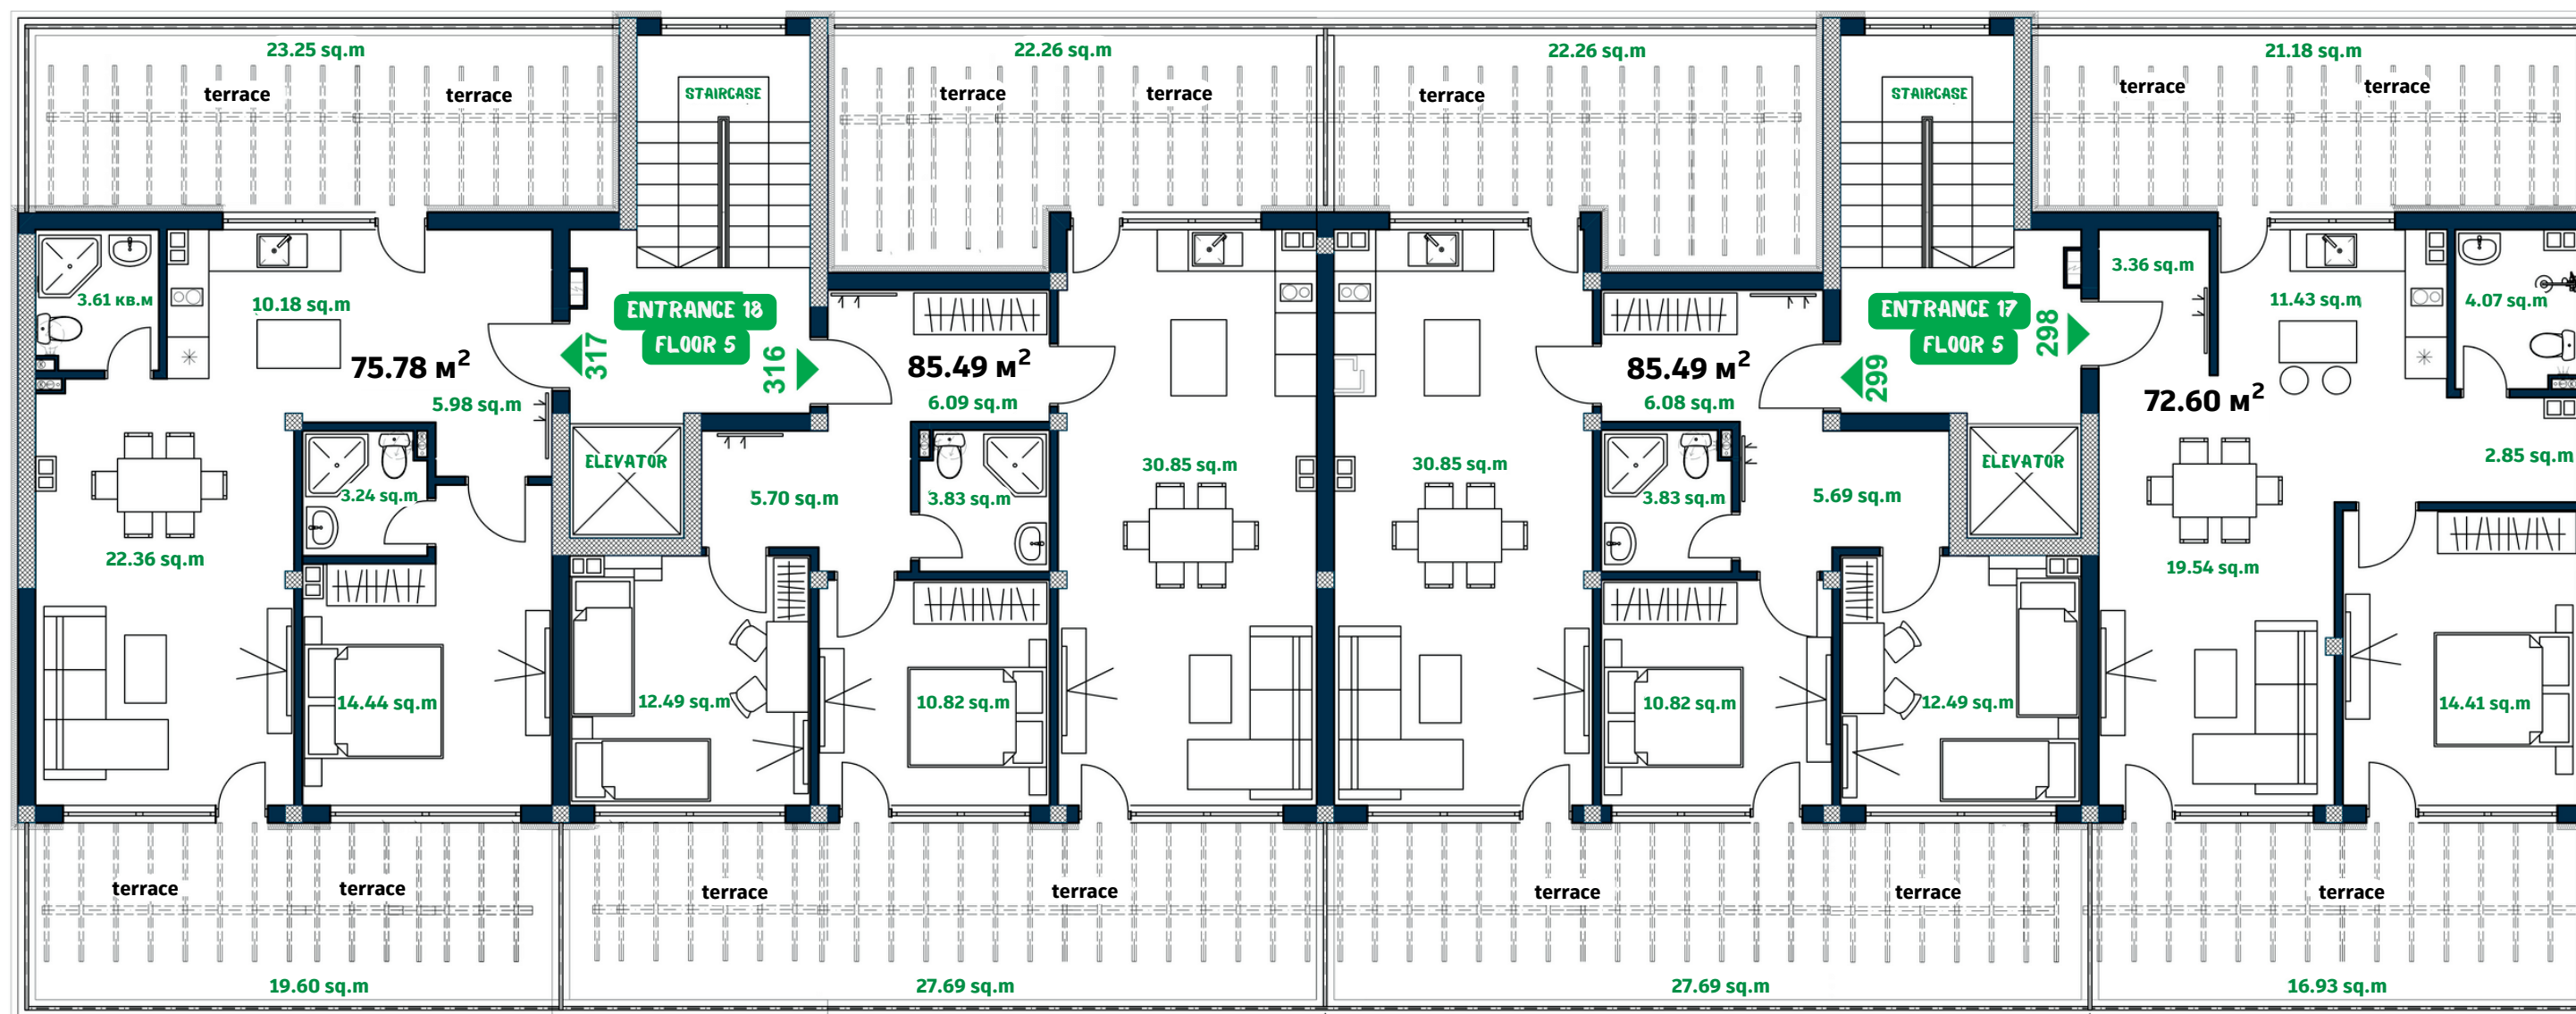 23.25 sq.m
22.26 sq.m
22.26 sq.m
21.18 sq.m
terrace
terrace
STAIRCASE
terrace
terrace
terrace
STAIRCASE
terrace
terrace
3.61 кв.м
10.18 sq.m
75.78 м²
5.98 sq.m
317
ENTRANCE 18
FLOOR 5
316
85.49 м²
6.09 sq.m
85.49 м²
6.08 sq.m
299
ENTRANCE 17
FLOOR 5
298
3.36 sq.m
11.43 sq.m
4.07 sq.m
72.60 м²
2.85 sq.m
3.24 sq.m
22.36 sq.m
ELEVATOR
5.70 sq.m
3.83 sq.m
30.85 sq.m
30.85 sq.m
3.83 sq.m
5.69 sq.m
ELEVATOR
19.54 sq.m
14.44 sq.m
12.49 sq.m
10.82 sq.m
10.82 sq.m
12.49 sq.m
14.41 sq.m
terrace
terrace
terrace
terrace
terrace
terrace
terrace
19.60 sq.m
27.69 sq.m
27.69 sq.m
16.93 sq.m